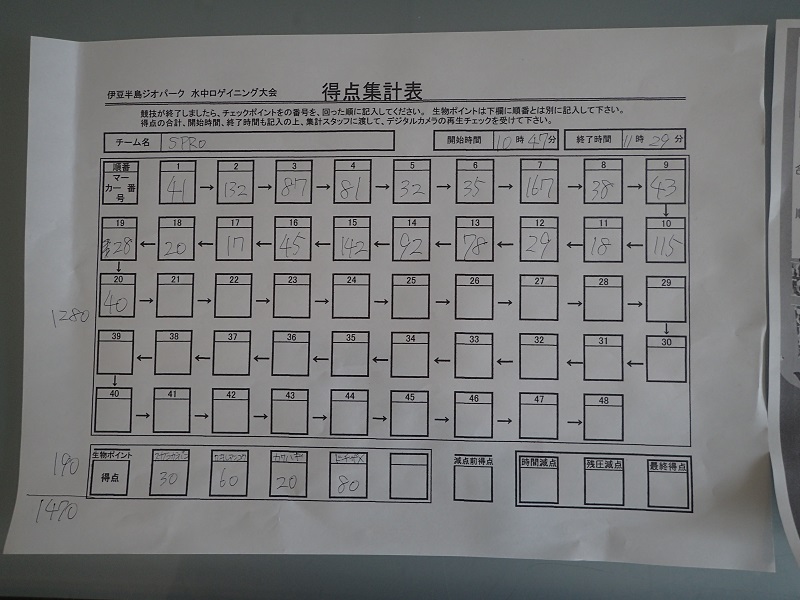 伊豆半島ジオパーク 水中ロゲイニング大会 得点集計表
競技が終了しましたら、チェックポイントをの番号を、回った順に記入してください。 生物ポイントは下欄に順番とは別に記入して下さい。
得点の合計、開始時間、終了時間も記入の上、集計スタッフに渡して、デジタルカメラの再生チェックを受けて下さい。
チーム名 SPRO 開始時間 10 時 47 分 終了時間 11 時 29 分
順番 1 2 3 4 5 6 7 8 9
マーカー番号 41 → 132 → 87 → 81 → 32 → 35 → 167 → 38 → 43
↓
19 18 17 16 15 14 13 12 11 10
28 ← 20 ← 17 ← 45 ← 142 ← 92 ← 78 ← 29 ← 18 ← 115
↓
20 21 22 23 24 25 26 27 28 29
40 → → → → → → → → →
1280
↓
39 38 37 36 35 34 33 32 31 30
← ← ← ← ← ← ← ← ←
↓
40 41 42 43 44 45 46 47 48
→ → → → → → → →
生物ポイント カワハギ 減点前得点 時間減点 残圧減点 最終得点
190 得点 30 60 20 80
1470